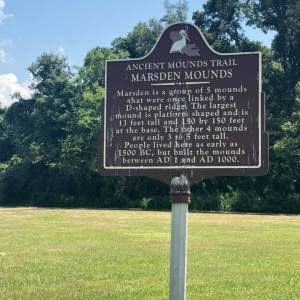 ANCIENT MOUNDS TRAIL
MARSDEN MOUNDS
Marsden is a group of 5 mounds
that were once linked by a
D-shaped ridge. The largest
mound is platform shaped and is
13 feet tall and 150 by 150 feet
at the base. The other 4 mounds
are only 3 to 5 feet tall.
People lived here as early as
1500 BC, but built the mounds
between AD 1 and AD 1000.